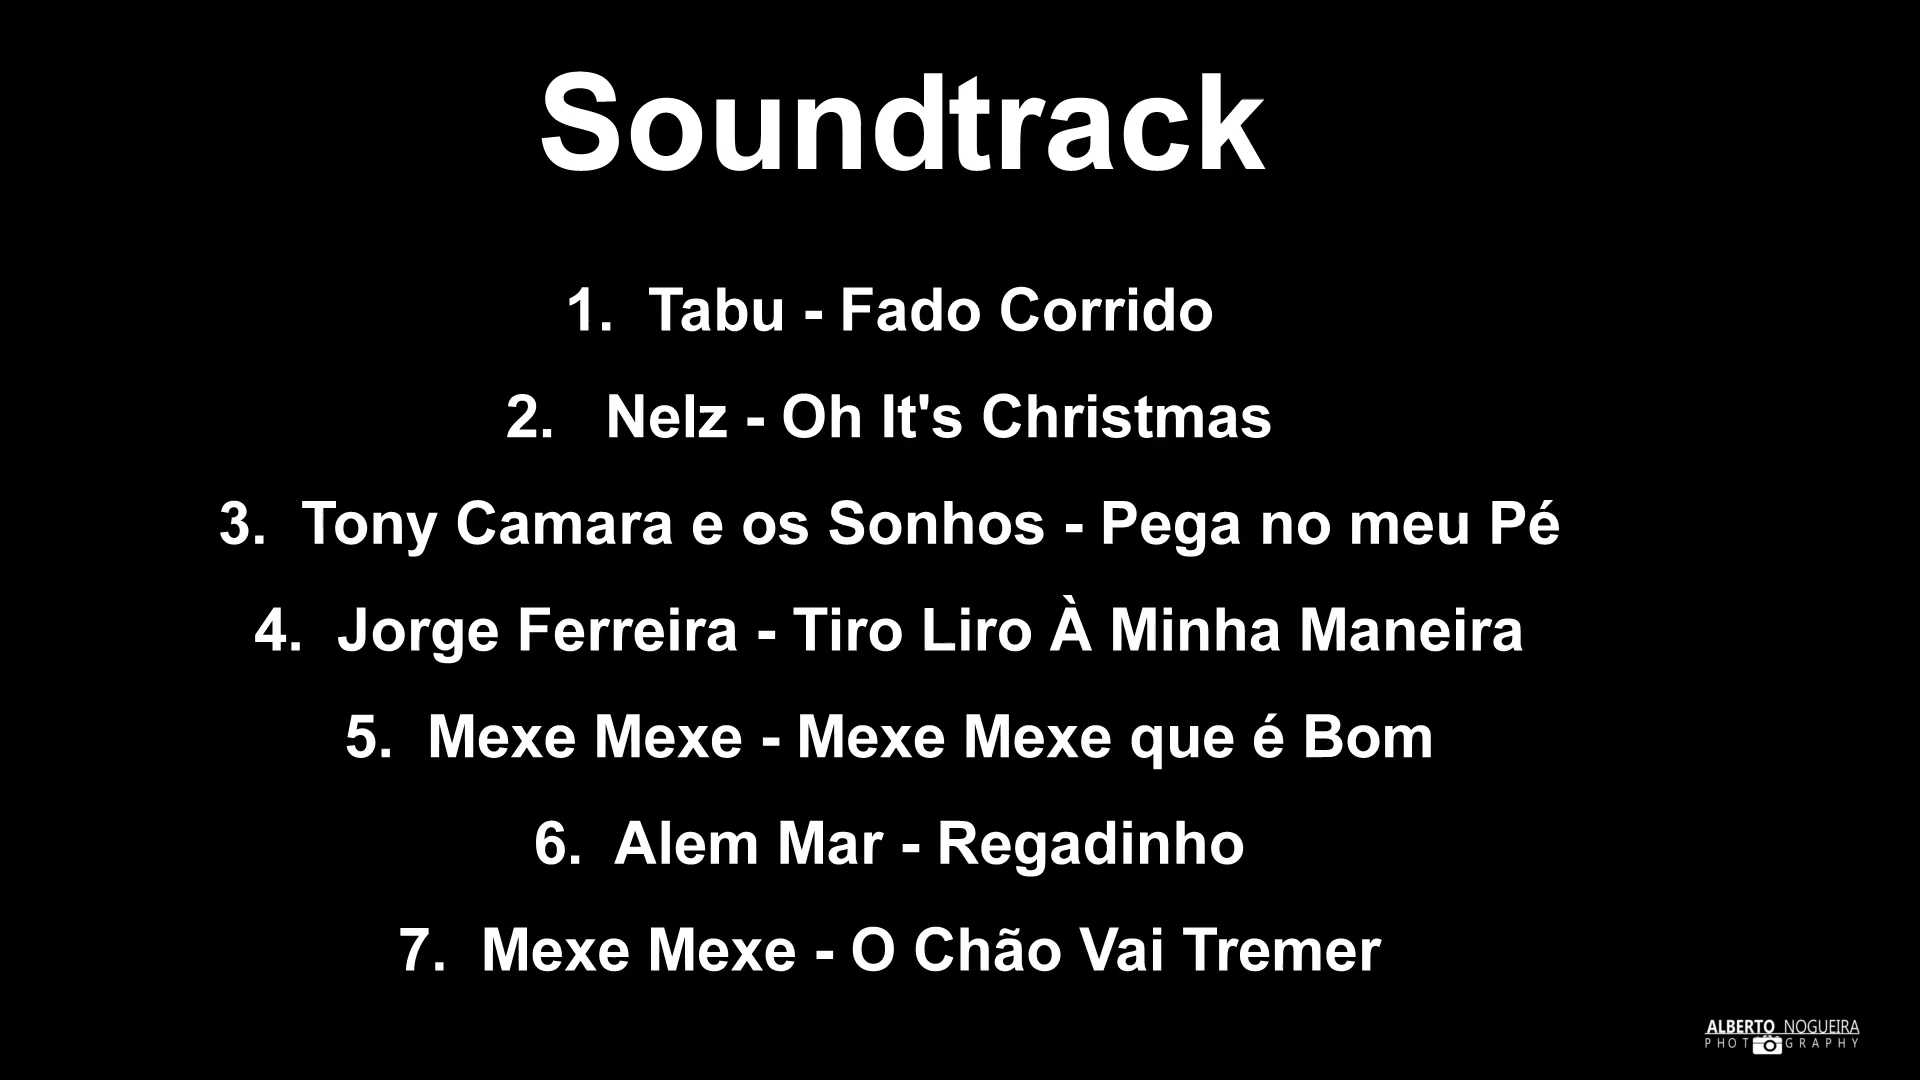 Soundtrack
1. Tabu - Fado Corrido
2. Nelz - Oh It's Christmas
3. Tony Camara e os Sonhos - Pega no meu Pé
4. Jorge Ferreira - Tiro Liro À Minha Maneira
5. Mexe Mexe - Mexe Mexe que é Bom
6. Alem Mar - Regadinho
7. Mexe Mexe - O Chão Vai Tremer
ALBERTO NOGUEIRA
PHOTOGRAPHY